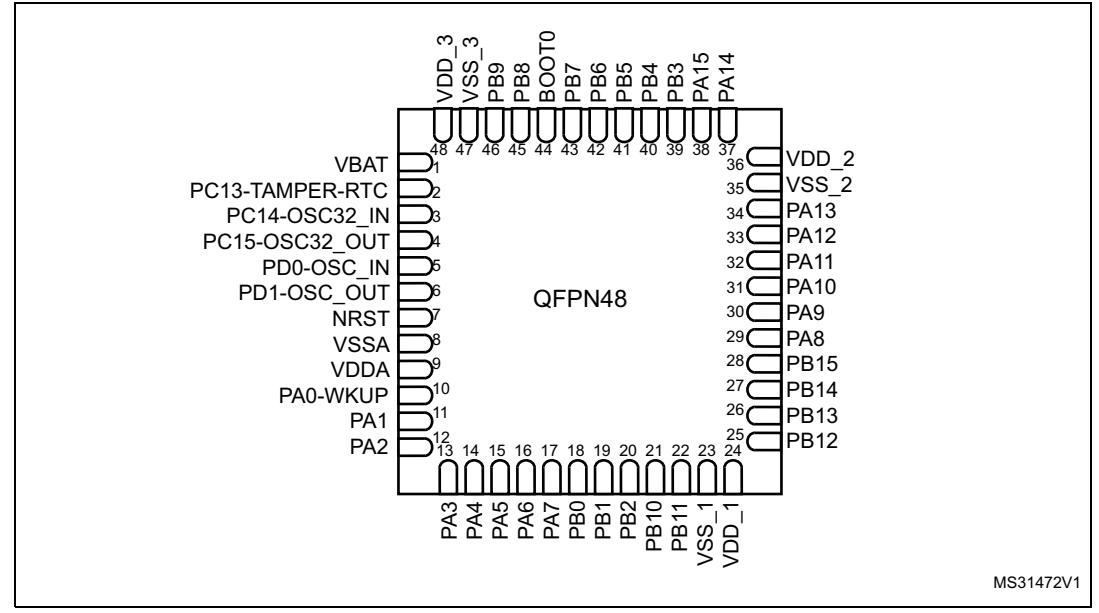 VDD_3
VSS_3
PB9
PB8
BOOT0
PB7
PB6
PB5
PB4
PB3
PA15
PA14
48 47 46 45 44 43 42 41 40 39 38 37
VBAT 1
PC13-TAMPER-RTC 2
PC14-OSC32_IN 3
PC15-OSC32_OUT 4
PD0-OSC_IN 5
PD1-OSC_OUT 6
NRST 7
VSSA 8
VDDA 9
PA0-WKUP 10
PA1 11
PA2 12
QFPN48
36 VDD_2
35 VSS_2
34 PA13
33 PA12
32 PA11
31 PA10
30 PA9
29 PA8
28 PB15
27 PB14
26 PB13
25 PB12
13 14 15 16 17 18 19 20 21 22 23 24
PA3
PA4
PA5
PA6
PA7
PB0
PB1
PB2
PB10
PB11
VSS_1
VDD_1
MS31472V1